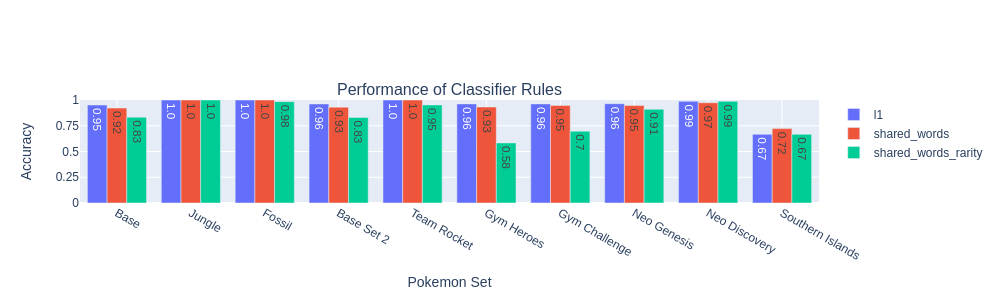 Performance of Classifier Rules
Accuracy
1
0.75
0.5
0.25
0
0.95
0.92
0.83
1.0
1.0
1.0
1.0
1.0
0.98
0.96
0.93
0.83
1.0
1.0
0.95
0.96
0.93
0.58
0.96
0.95
0.7
0.96
0.95
0.91
0.99
0.97
0.99
0.67
0.72
0.67
Base
Jungle
Fossil
Base Set 2
Team Rocket
Gym Heroes
Gym Challenge
Neo Genesis
Neo Discovery
Southern Islands
Pokemon Set
l1
shared_words
shared_words_rarity